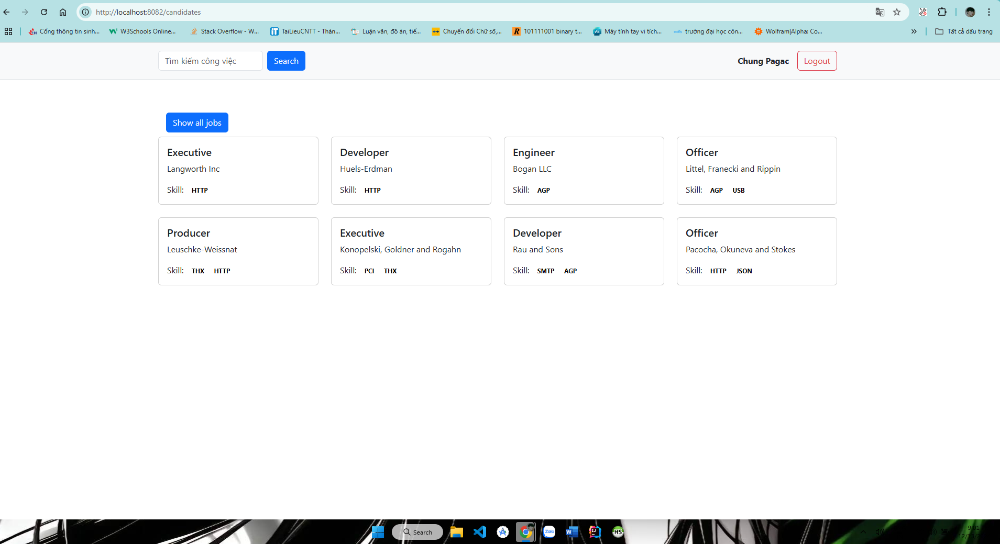 http://localhost:8082/candidates
Cổng thông tin sinh... W3Schools Online... Stack Overflow - W... TaiLieuCNTT - Thàn... Luận văn, đồ án, tiể... Chuyển đổi Chữ số,... 101111001 binary t... Máy tính tay vi tích... trường đại học côn... Wolfram|Alpha: Co... Tất cả dấu trang
Tìm kiếm công việc Search Chung Pagac Logout
Show all jobs
Executive
Langworth Inc
Skill: HTTP
Developer
Huels-Erdman
Skill: HTTP
Engineer
Bogan LLC
Skill: AGP
Officer
Littel, Franecki and Rippin
Skill: AGP USB
Producer
Leuschke-Weissnat
Skill: THX HTTP
Executive
Konopelski, Goldner and Rogahn
Skill: PCI THX
Developer
Rau and Sons
Skill: SMTP AGP
Officer
Pacocha, Okuneva and Stokes
Skill: HTTP JSON
Search
Zalo
HS